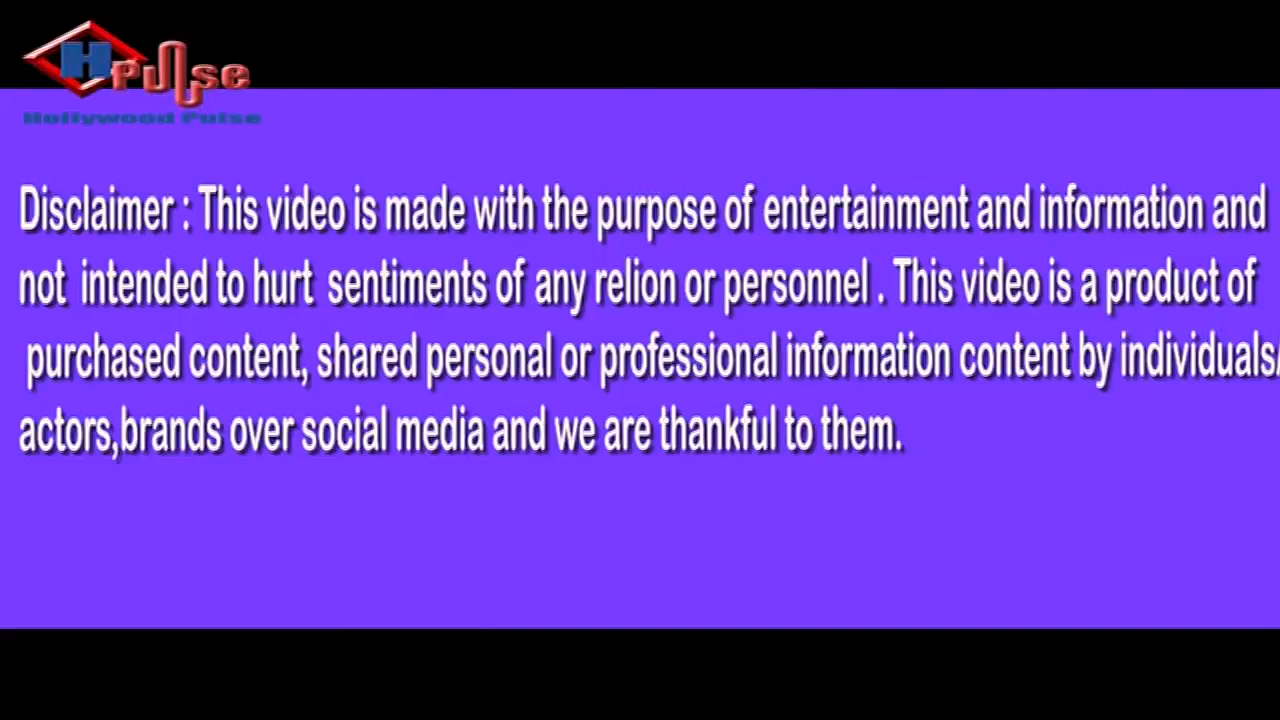 HPulse
Hollywood Pulse
Disclaimer : This video is made with the purpose of entertainment and information and
not intended to hurt sentiments of any relion or personnel . This video is a product of
purchased content, shared personal or professional information content by individuals/
actors,brands over social media and we are thankful to them.